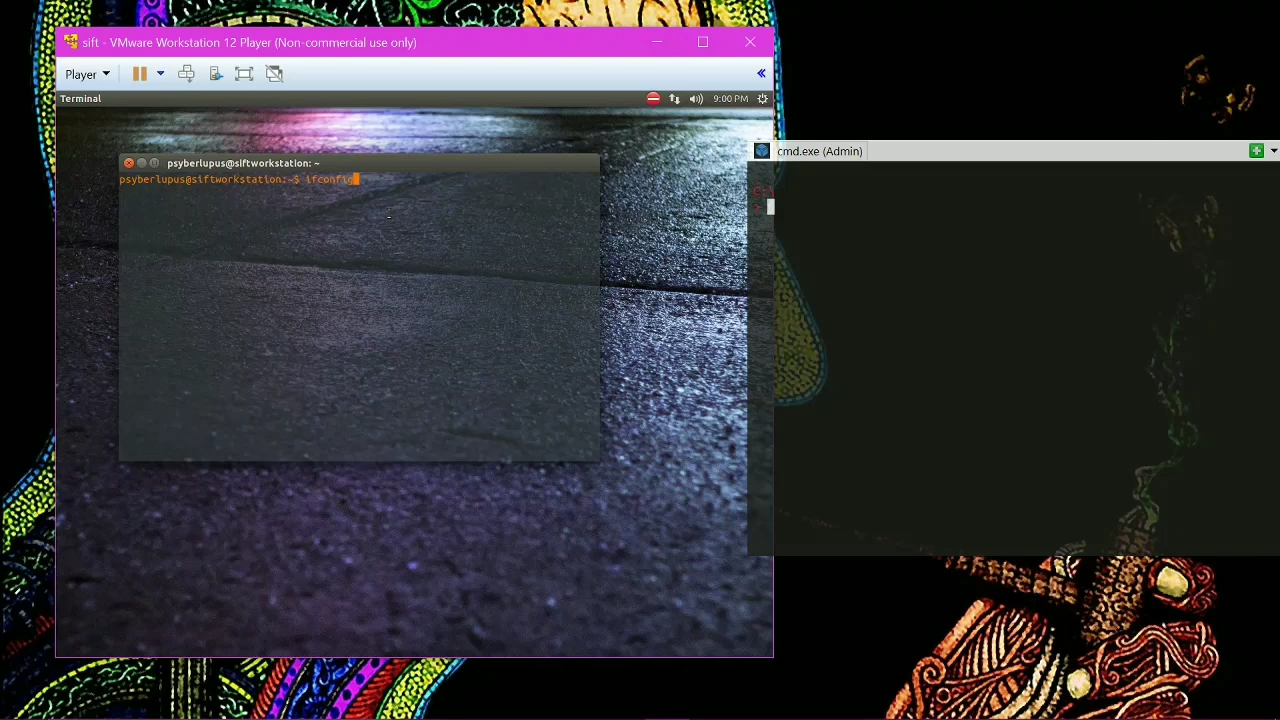 sift - VMware Workstation 12 Player (Non-commercial use only)
Player
Terminal
9:00 PM
psyberlupus@siftworkstation: ~
psyberlupus@siftworkstation:~$ ifconfig
cmd.exe (Admin)